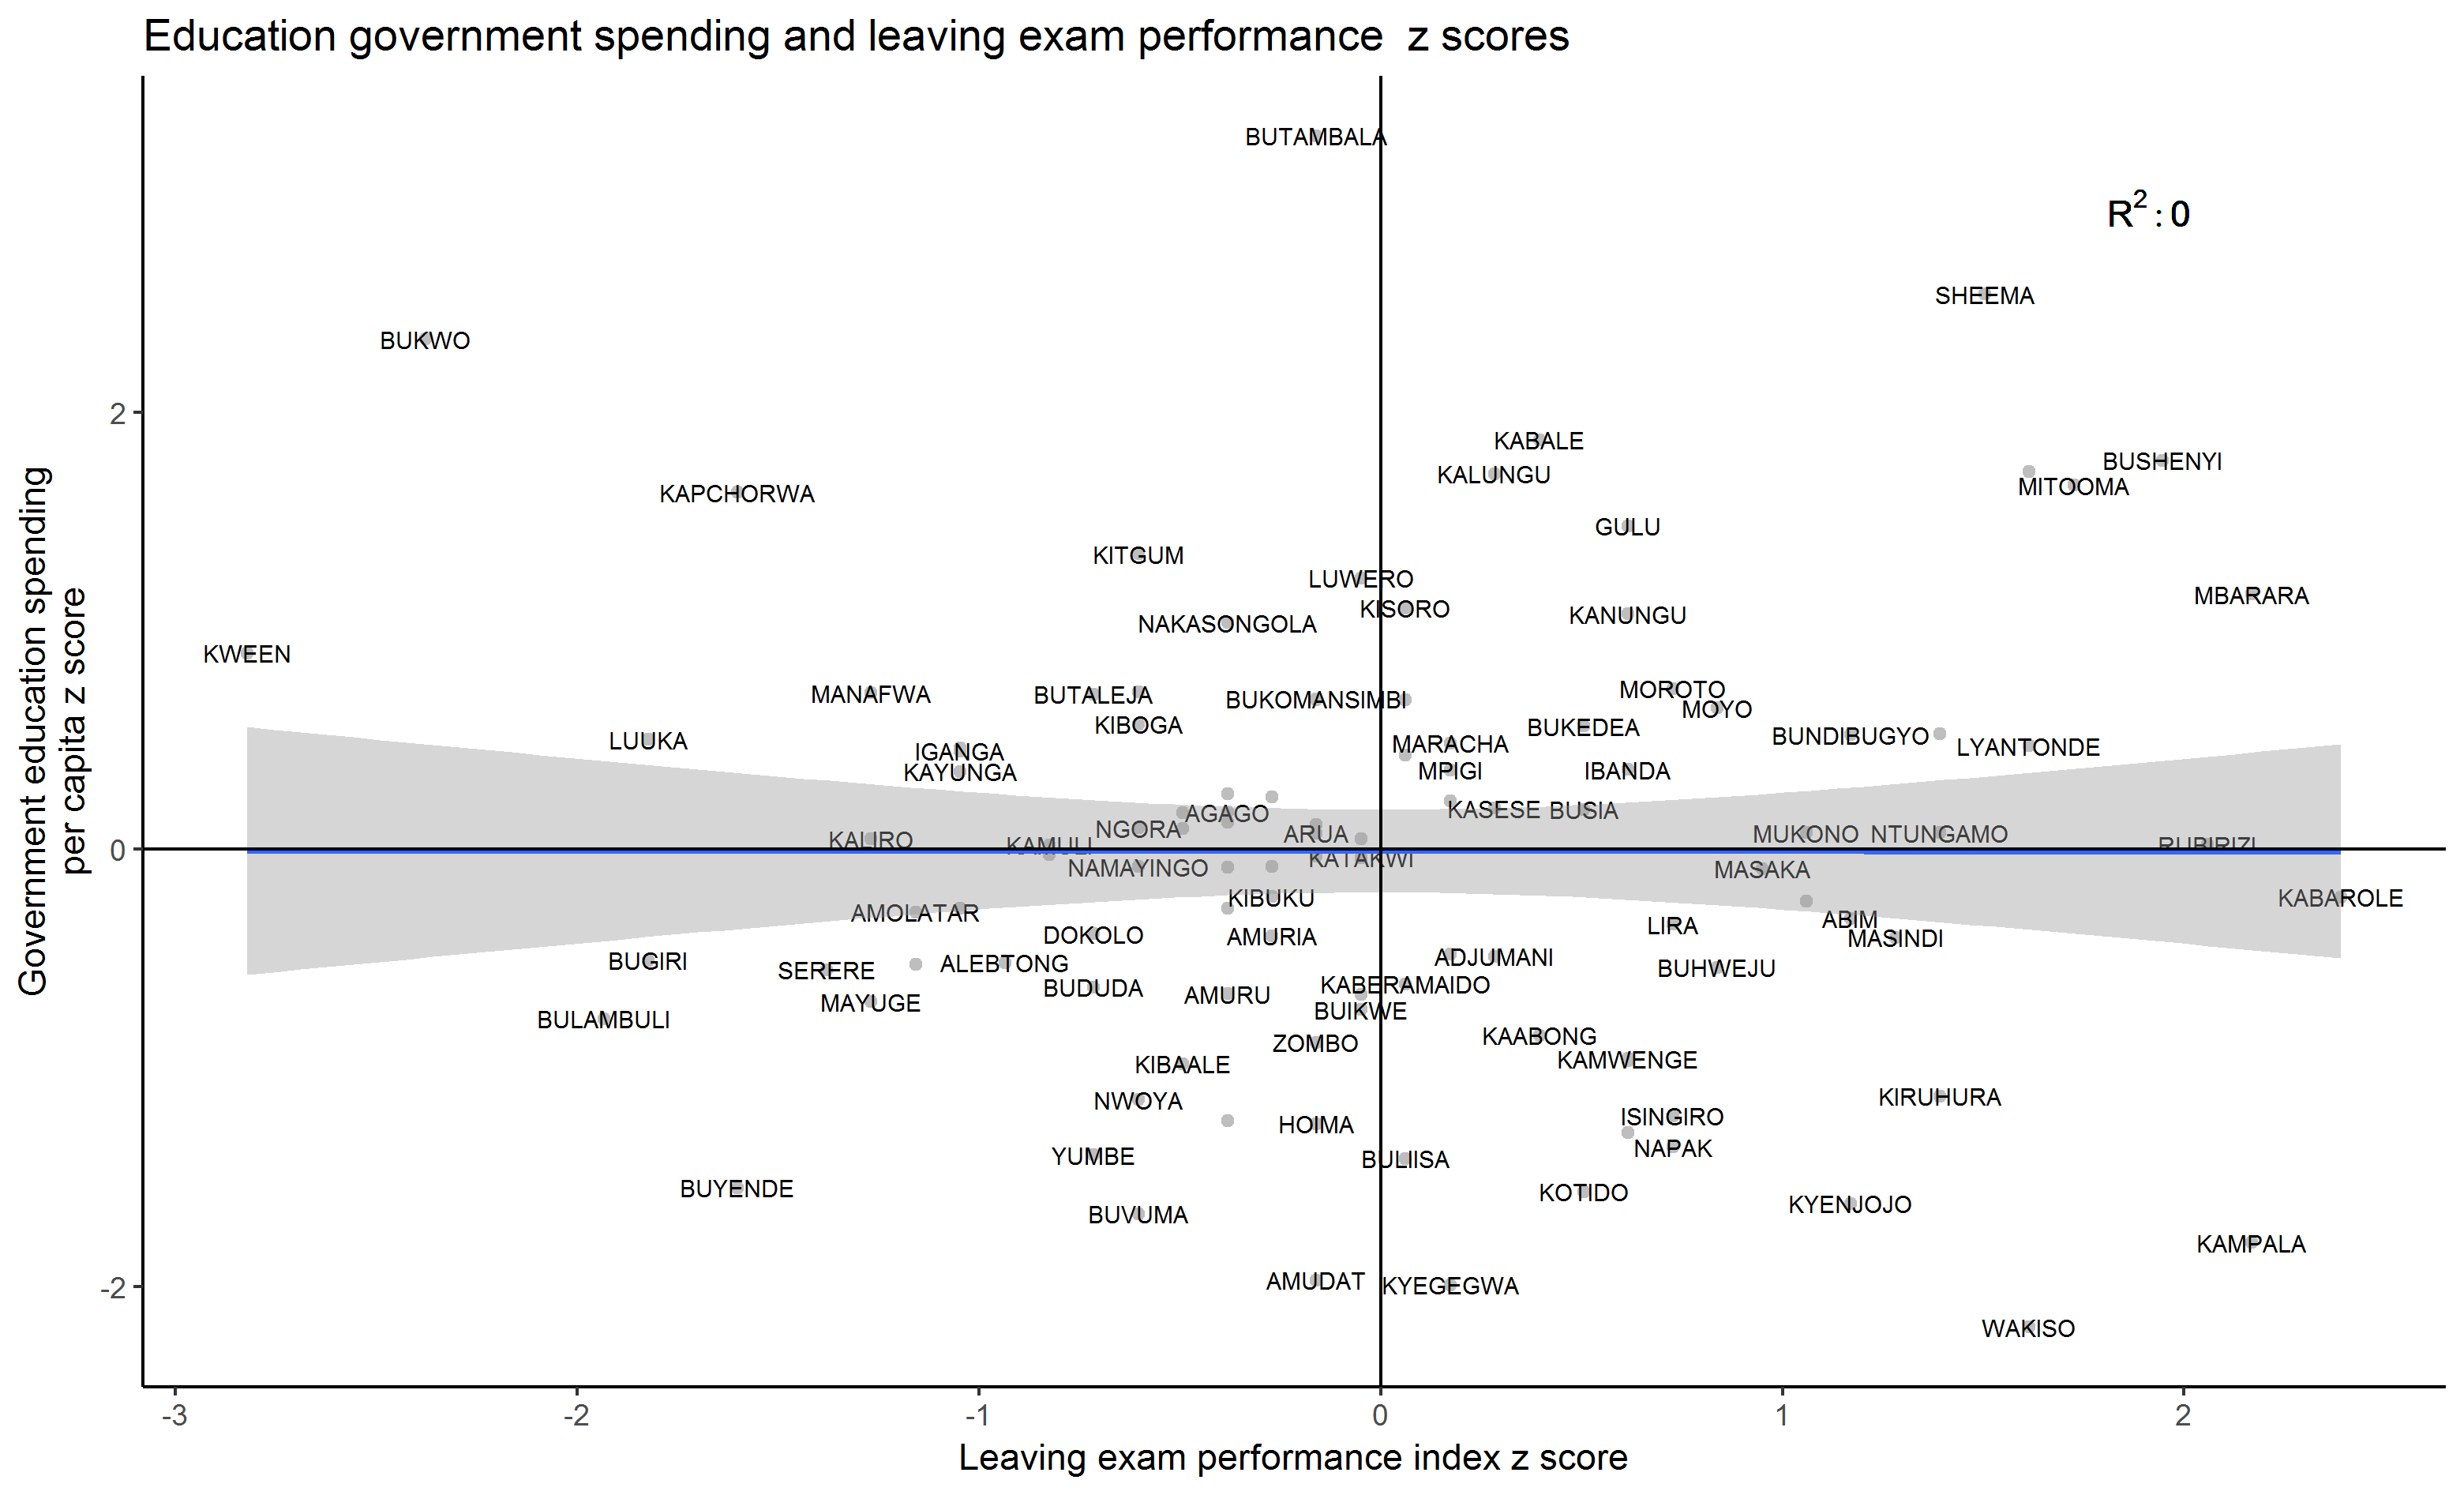 Education government spending and leaving exam performance  z scores
BUTAMBALA
R2 : 0
SHEEMA
BUKWO
2
KABALE
BUSHENYI
KALUNGU
MITOOMA
KAPCHORWA
GULU
KITGUM
LUWERO
MBARARA
KISORO
KANUNGU
NAKASONGOLA
KWEEN
MOROTO
MANAFWA
BUTALEJA
BUKOMANSIMBI
MOYO
KIBOGA
BUKEDEA
BUNDIBUGYO
LUUKA
MARACHA
LYANTONDE
IGANGA
KAYUNGA
MPIGI
IBANDA
KASESE
BUSIA
AGAGO
NGORA
ARUA
MUKONO
NTUNGAMO
KALIRO
KAMULI
RUBIRIZI
0
KATAKWI
NAMAYINGO
MASAKA
KIBUKU
KABAROLE
AMOLATAR
ABIM
LIRA
DOKOLO
AMURIA
MASINDI
ADJUMANI
BUGIRI
ALEBTONG
BUHWEJU
SERERE
KABERAMAIDO
BUDUDA
AMURU
MAYUGE
BUIKWE
BULAMBULI
KAABONG
ZOMBO
KAMWENGE
KIBAALE
KIRUHURA
NWOYA
ISINGIRO
HOIMA
NAPAK
YUMBE
BULIISA
BUYENDE
KOTIDO
KYENJOJO
BUVUMA
KAMPALA
AMUDAT
KYEGEGWA
-2
WAKISO
Government education spending
per capita z score
-3 -2 -1 0 1 2
Leaving exam performance index z score